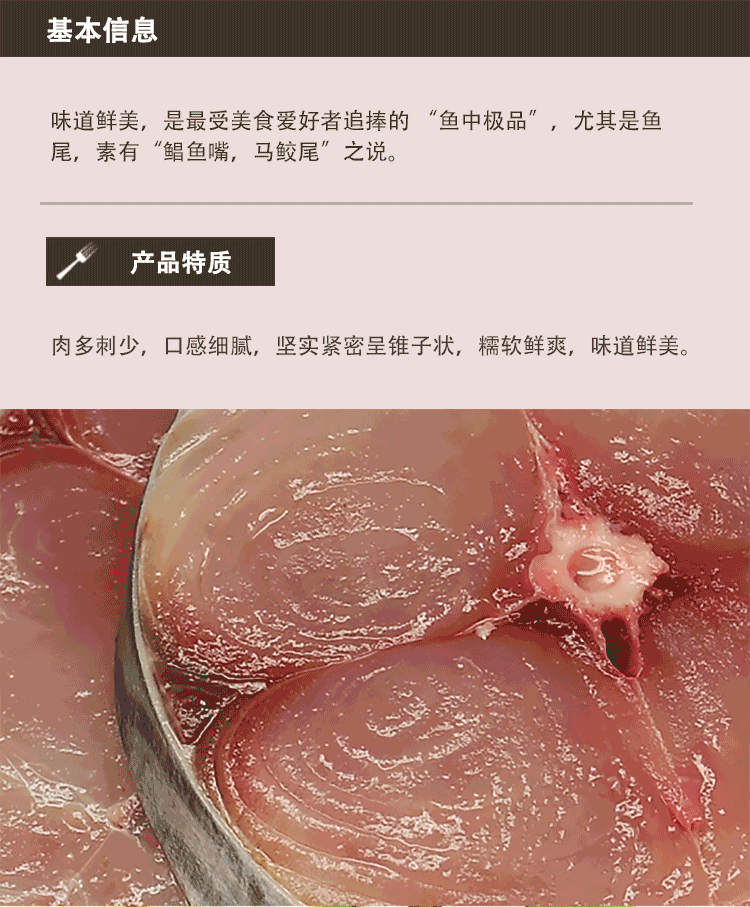 基本信息
味道鲜美，是最受美食爱好者追捧的 “鱼中极品”，尤其是鱼
尾，素有“鲳鱼嘴，马鲛尾”之说。
产品特质
肉多刺少，口感细腻，坚实紧密呈锥子状，糯软鲜爽，味道鲜美。